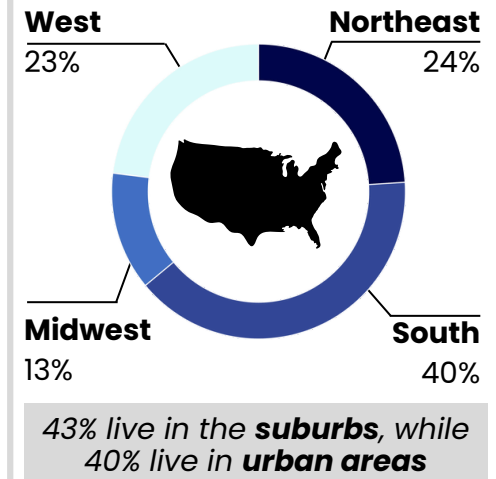 West
23%
Northeast
24%
Midwest
13%
South
40%
43% live in the suburbs, while
40% live in urban areas